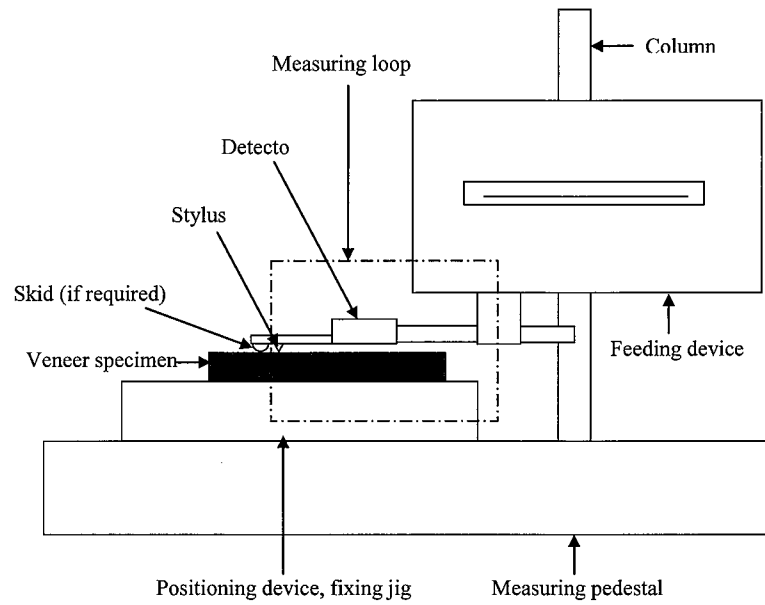 Column
Measuring loop
Detecto
Stylus
Skid (if required)
Veneer specimen
Feeding device
Positioning device, fixing jig
Measuring pedestal